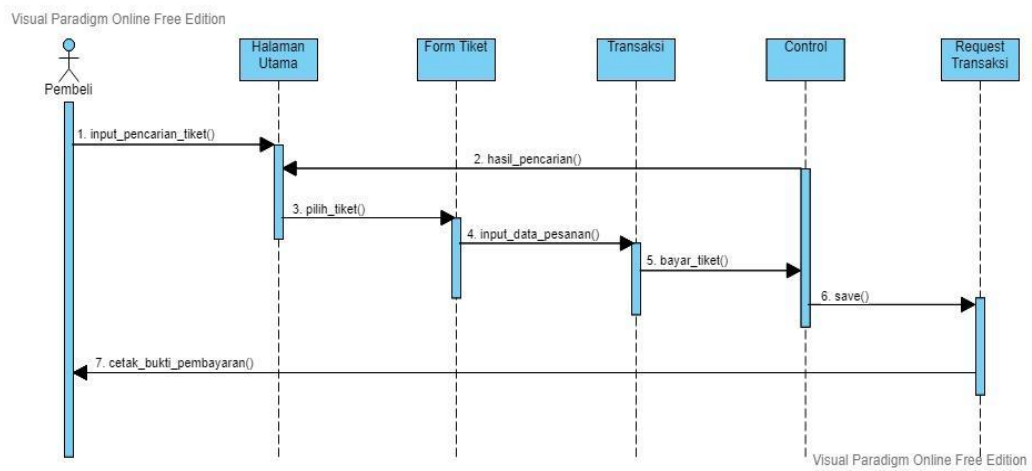 Visual Paradigm Online Free Edition
Pembeli
Halaman
Utama
Form Tiket
Transaksi
Control
Request
Transaksi
1. input_pencarian_tiket()
2. hasil_pencarian()
3. pilih_tiket()
4. input_data_pesanan()
5. bayar_tiket()
6. save()
7. cetak_bukti_pembayaran()
Visual Paradigm Online Free Edition